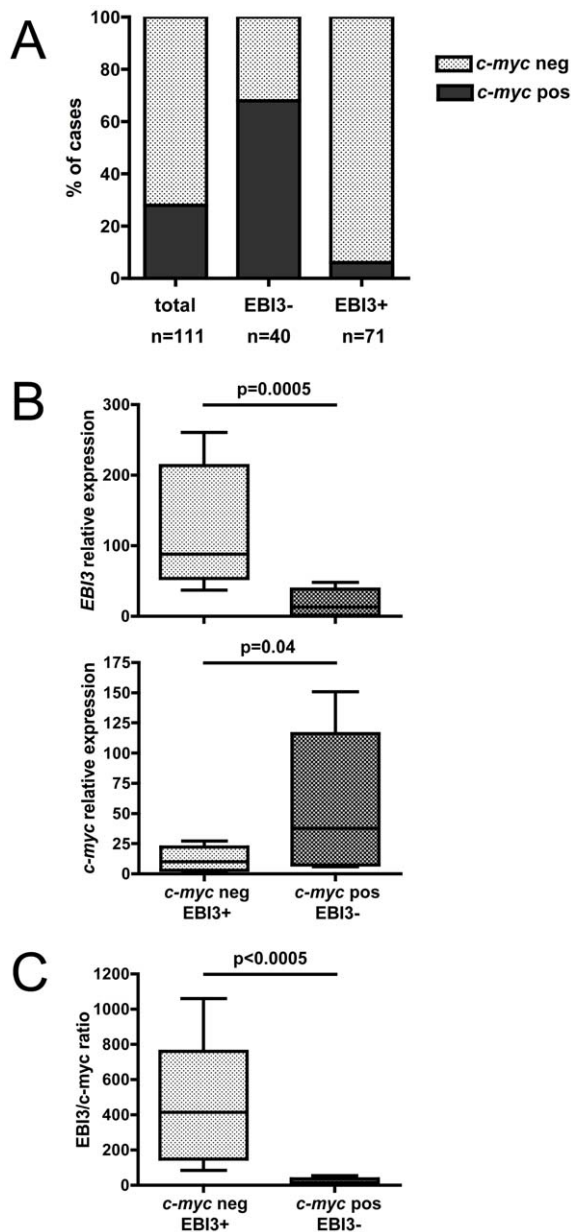 A
% of cases
100
80
60
40
20
0
total
n=111
EBI3-
n=40
EBI3+
n=71
c-myc neg
c-myc pos
B
p=0.0005
EBI3 relative expression
300
200
100
0
p=0.04
c-myc relative expression
175
150
125
100
75
50
25
0
c-myc neg
EBI3+
c-myc pos
EBI3-
C
p<0.0005
EBI3/c-myc ratio
1200
1000
800
600
400
200
0
c-myc neg
EBI3+
c-myc pos
EBI3-